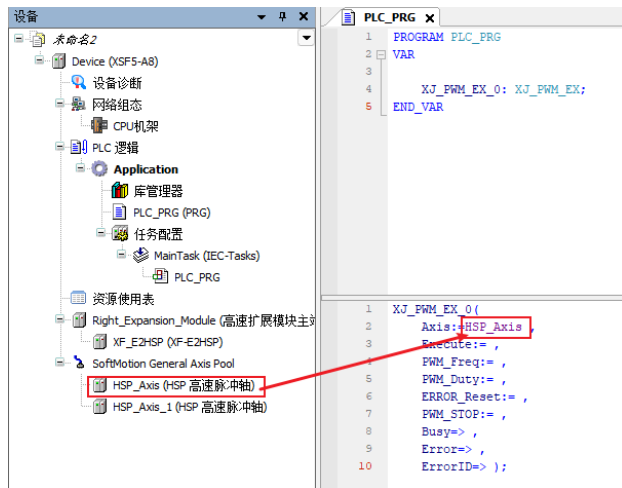 设备
未命名2
Device (XSF5-A8)
设备诊断
网络组态
CPU机架
PLC 逻辑
Application
库管理器
PLC_PRG (PRG)
任务配置
MainTask (IEC-Tasks)
PLC_PRG
资源使用表
Right_Expansion_Module (高速扩展模块主
XF_E2HSP (XF-E2HSP)
SoftMotion General Axis Pool
HSP_Axis (HSP 高速脉冲轴)
HSP_Axis_1 (HSP 高速脉冲轴)
PLC_PRG
1 PROGRAM PLC_PRG
2 VAR
3
4 XJ_PWM_EX_0: XJ_PWM_EX;
5 END_VAR
1 XJ_PWM_EX_0(
2 Axis:=HSP_Axis ,
3 Execute:= ,
4 PWM_Freq:= ,
5 PWM_Duty:= ,
6 ERROR_Reset:= ,
7 PWM_STOP:= ,
8 Busy=> ,
9 Error=> ,
10 ErrorID=> );